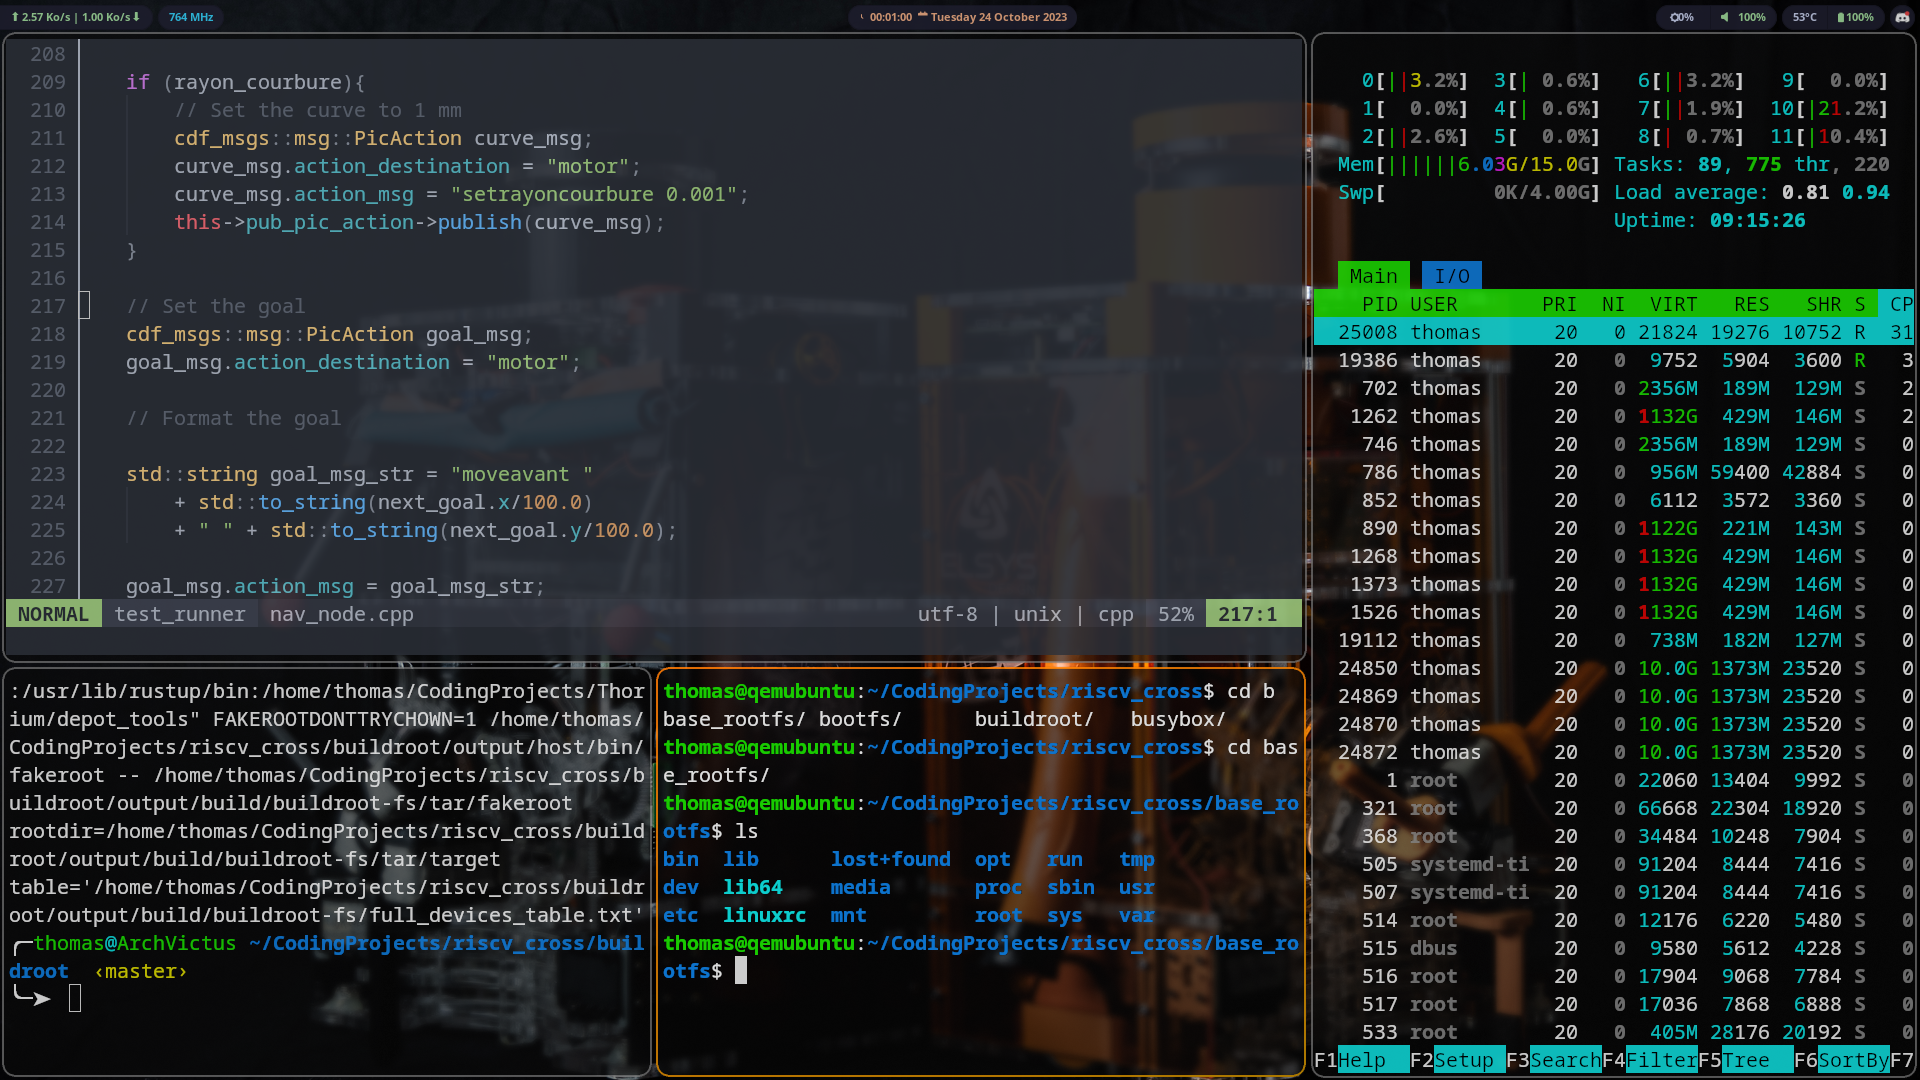 2.57 Ko/s | 1.00 Ko/s
764 MHz
00:01:00 Tuesday 24 October 2023
0%
100%
53°C
100%
208
209 if (rayon_courbure){
210 // Set the curve to 1 mm
211 cdf_msgs::msg::PicAction curve_msg;
212 curve_msg.action_destination = "motor";
213 curve_msg.action_msg = "setrayoncourbure 0.001";
214 this->pub_pic_action->publish(curve_msg);
215 }
216
217 // Set the goal
218 cdf_msgs::msg::PicAction goal_msg;
219 goal_msg.action_destination = "motor";
220
221 // Format the goal
222
223 std::string goal_msg_str = "moveavant "
224 + std::to_string(next_goal.x/100.0)
225 + " " + std::to_string(next_goal.y/100.0);
226
227 goal_msg.action_msg = goal_msg_str;
NORMAL test_runner nav_node.cpp utf-8 | unix | cpp 52% 217:1
:/usr/lib/rustup/bin:/home/thomas/CodingProjects/Thor
ium/depot_tools" FAKEROOTDONTTRYCHOWN=1 /home/thomas/
CodingProjects/riscv_cross/buildroot/output/host/bin/
fakeroot -- /home/thomas/CodingProjects/riscv_cross/b
uildroot/output/build/buildroot-fs/tar/fakeroot
rootdir=/home/thomas/CodingProjects/riscv_cross/build
root/output/build/buildroot-fs/tar/target
table='/home/thomas/CodingProjects/riscv_cross/buildr
oot/output/build/buildroot-fs/full_devices_table.txt'
╭─thomas@ArchVictus ~/CodingProjects/riscv_cross/buil
droot ‹master›
╰─➤
thomas@qemubuntu:~/CodingProjects/riscv_cross$ cd b
base_rootfs/ bootfs/ buildroot/ busybox/
thomas@qemubuntu:~/CodingProjects/riscv_cross$ cd bas
e_rootfs/
thomas@qemubuntu:~/CodingProjects/riscv_cross/base_ro
otfs$ ls
bin lib lost+found opt run tmp
dev lib64 media proc sbin usr
etc linuxrc mnt root sys var
thomas@qemubuntu:~/CodingProjects/riscv_cross/base_ro
otfs$
0[||3.2%] 3[| 0.6%] 6[||3.2%] 9[ 0.0%]
1[ 0.0%] 4[| 0.6%] 7[||1.9%] 10[|21.2%]
2[||2.6%] 5[ 0.0%] 8[| 0.7%] 11[|10.4%]
Mem[||||||6.03G/15.0G] Tasks: 89, 775 thr, 220
Swp[ 0K/4.00G] Load average: 0.81 0.94
Uptime: 09:15:26
Main I/O
PID USER PRI NI VIRT RES SHR S CP
25008 thomas 20 0 21824 19276 10752 R 31
19386 thomas 20 0 9752 5904 3600 R 3
702 thomas 20 0 2356M 189M 129M S 2
1262 thomas 20 0 1132G 429M 146M S 2
746 thomas 20 0 2356M 189M 129M S 0
786 thomas 20 0 956M 59400 42884 S 0
852 thomas 20 0 6112 3572 3360 S 0
890 thomas 20 0 1122G 221M 143M S 0
1268 thomas 20 0 1132G 429M 146M S 0
1373 thomas 20 0 1132G 429M 146M S 0
1526 thomas 20 0 1132G 429M 146M S 0
19112 thomas 20 0 738M 182M 127M S 0
24850 thomas 20 0 10.0G 1373M 23520 S 0
24869 thomas 20 0 10.0G 1373M 23520 S 0
24870 thomas 20 0 10.0G 1373M 23520 S 0
24872 thomas 20 0 10.0G 1373M 23520 S 0
1 root 20 0 22060 13404 9992 S 0
321 root 20 0 66668 22304 18920 S 0
368 root 20 0 34484 10248 7904 S 0
505 systemd-ti 20 0 91204 8444 7416 S 0
507 systemd-ti 20 0 91204 8444 7416 S 0
514 root 20 0 12176 6220 5480 S 0
515 dbus 20 0 9580 5612 4228 S 0
516 root 20 0 17904 9068 7784 S 0
517 root 20 0 17036 7868 6888 S 0
533 root 20 0 405M 28176 20192 S 0
F1Help F2Setup F3SearchF4FilterF5Tree F6SortByF7